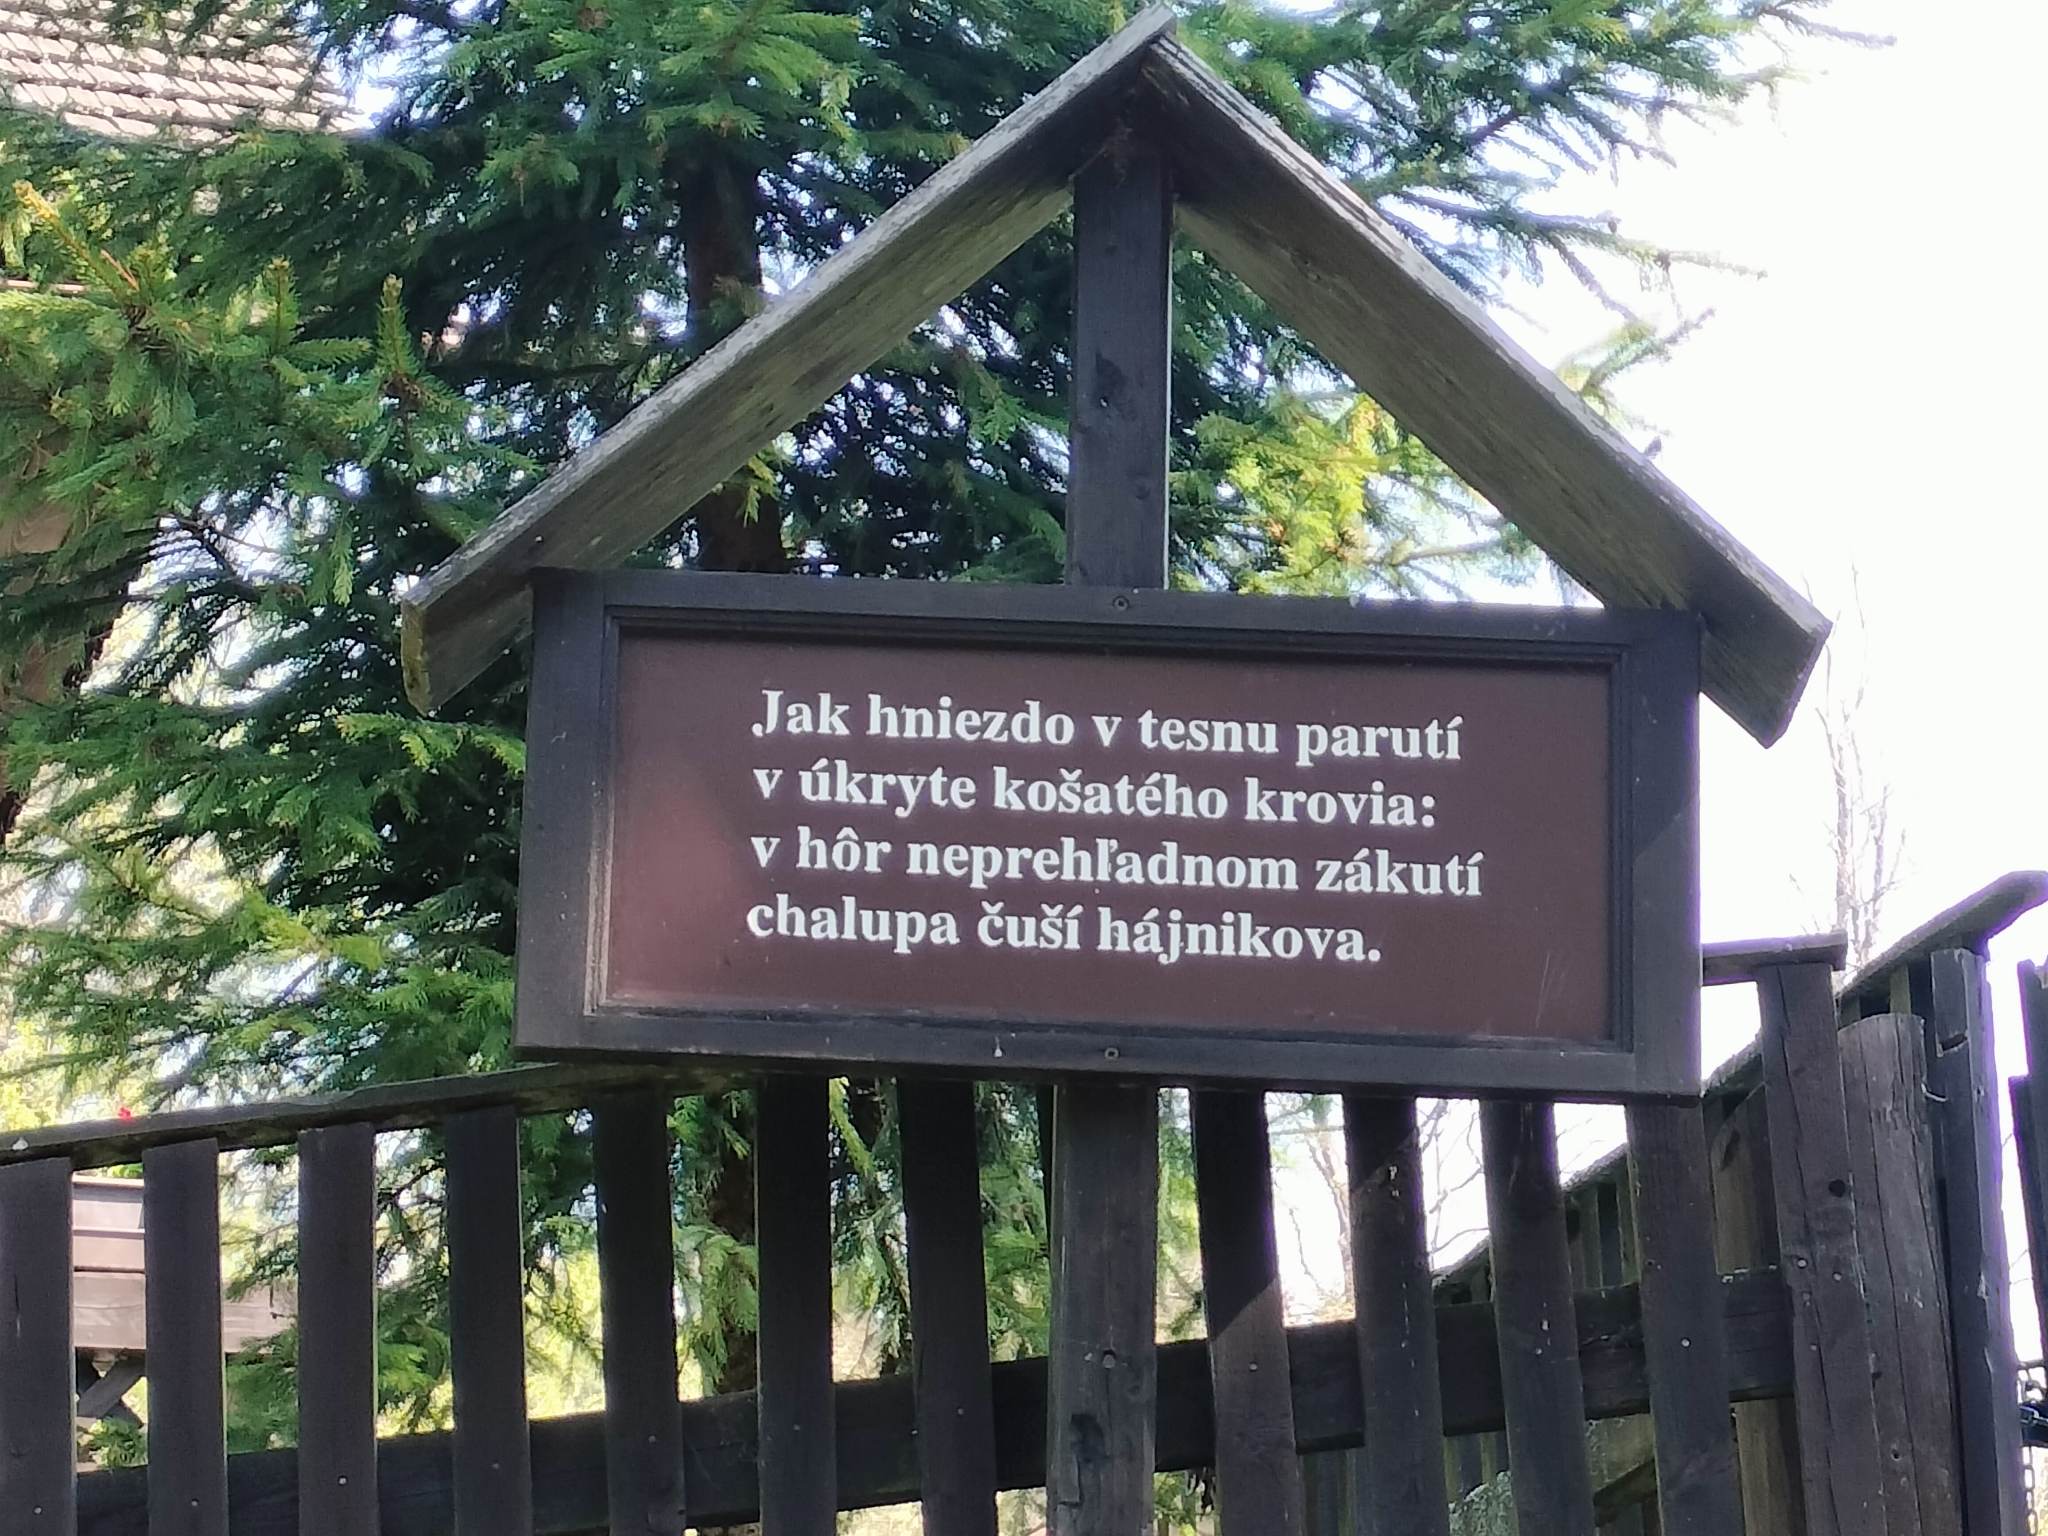 Jak hniezdo v tesnu parutí
v úkryte košatého krovia:
v hôr neprehľadnom zákutí
chalupa čuší hájnikova.